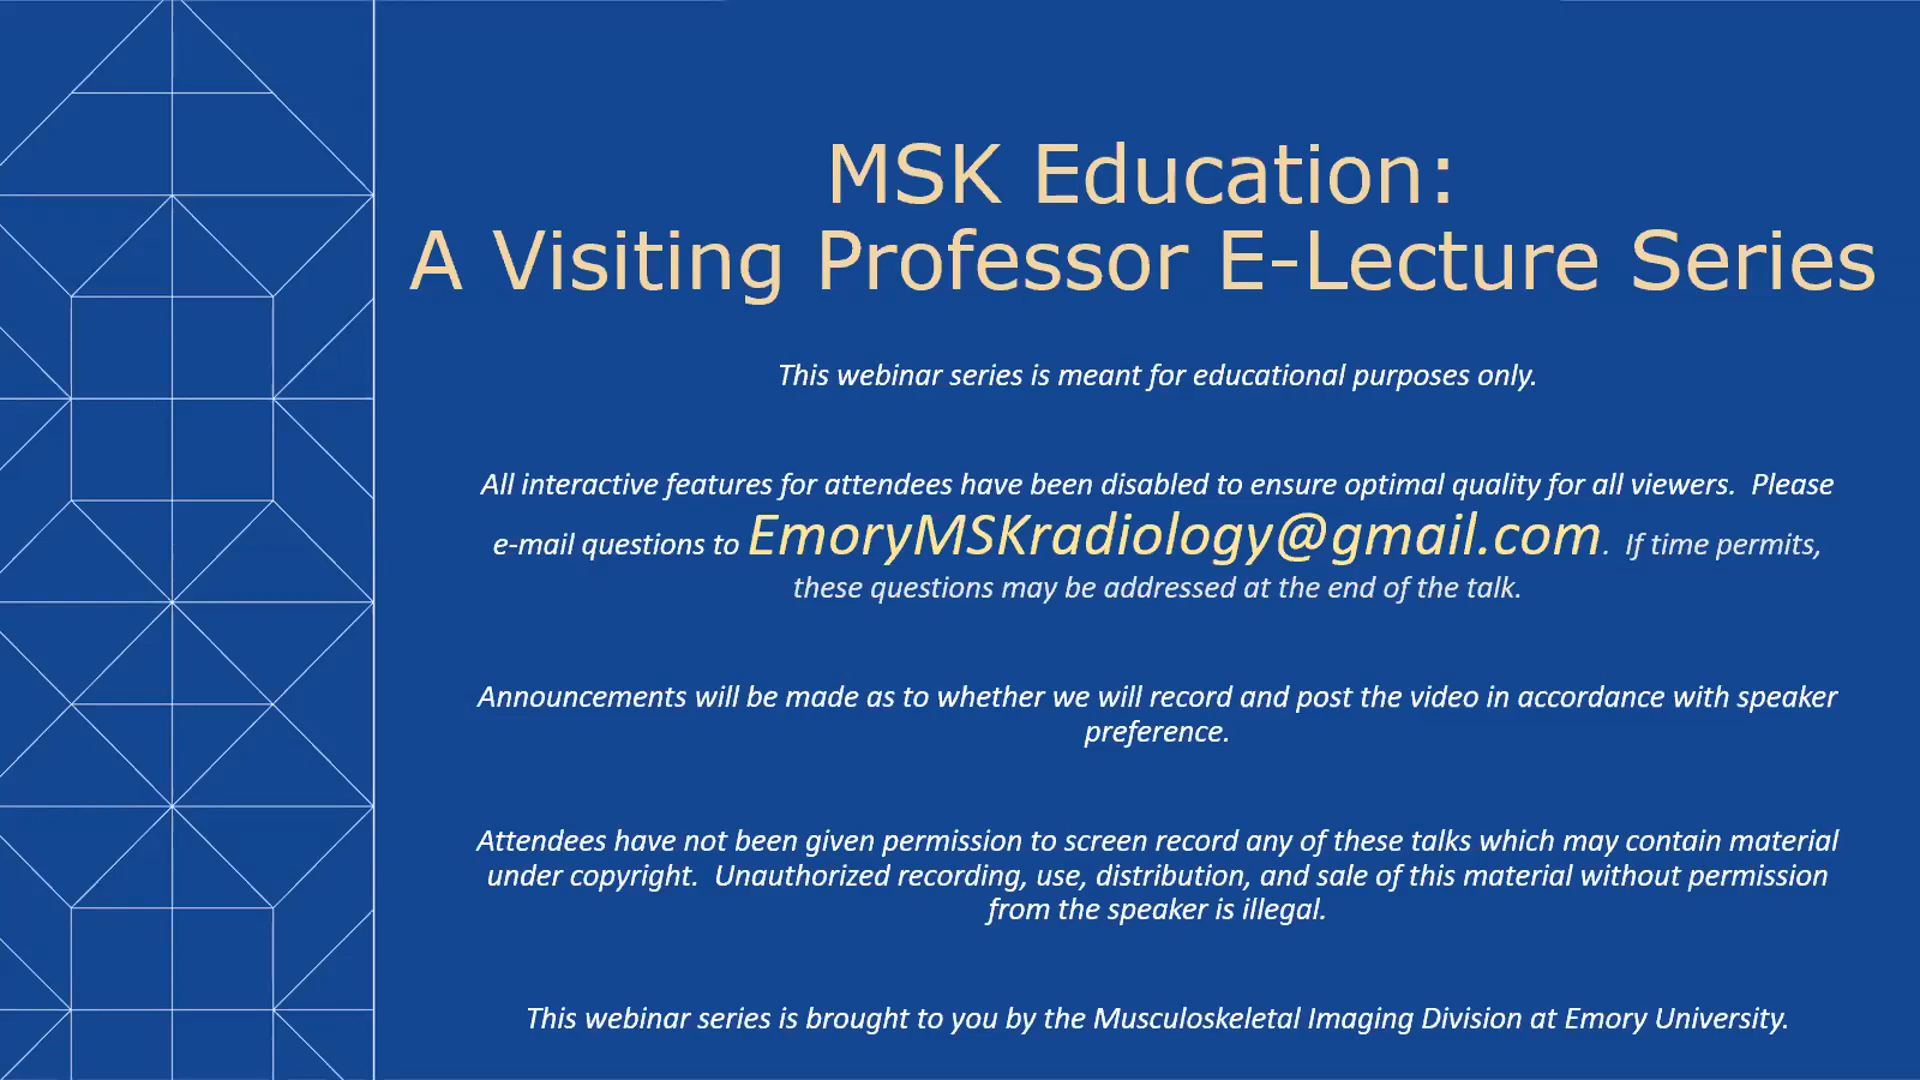 MSK Education:
A Visiting Professor E-Lecture Series
This webinar series is meant for educational purposes only.
All interactive features for attendees have been disabled to ensure optimal quality for all viewers.  Please
e-mail questions to EmoryMSKradiology@gmail.com.  If time permits,
these questions may be addressed at the end of the talk.
Announcements will be made as to whether we will record and post the video in accordance with speaker
preference.
Attendees have not been given permission to screen record any of these talks which may contain material
under copyright.  Unauthorized recording, use, distribution, and sale of this material without permission
from the speaker is illegal.
This webinar series is brought to you by the Musculoskeletal Imaging Division at Emory University.